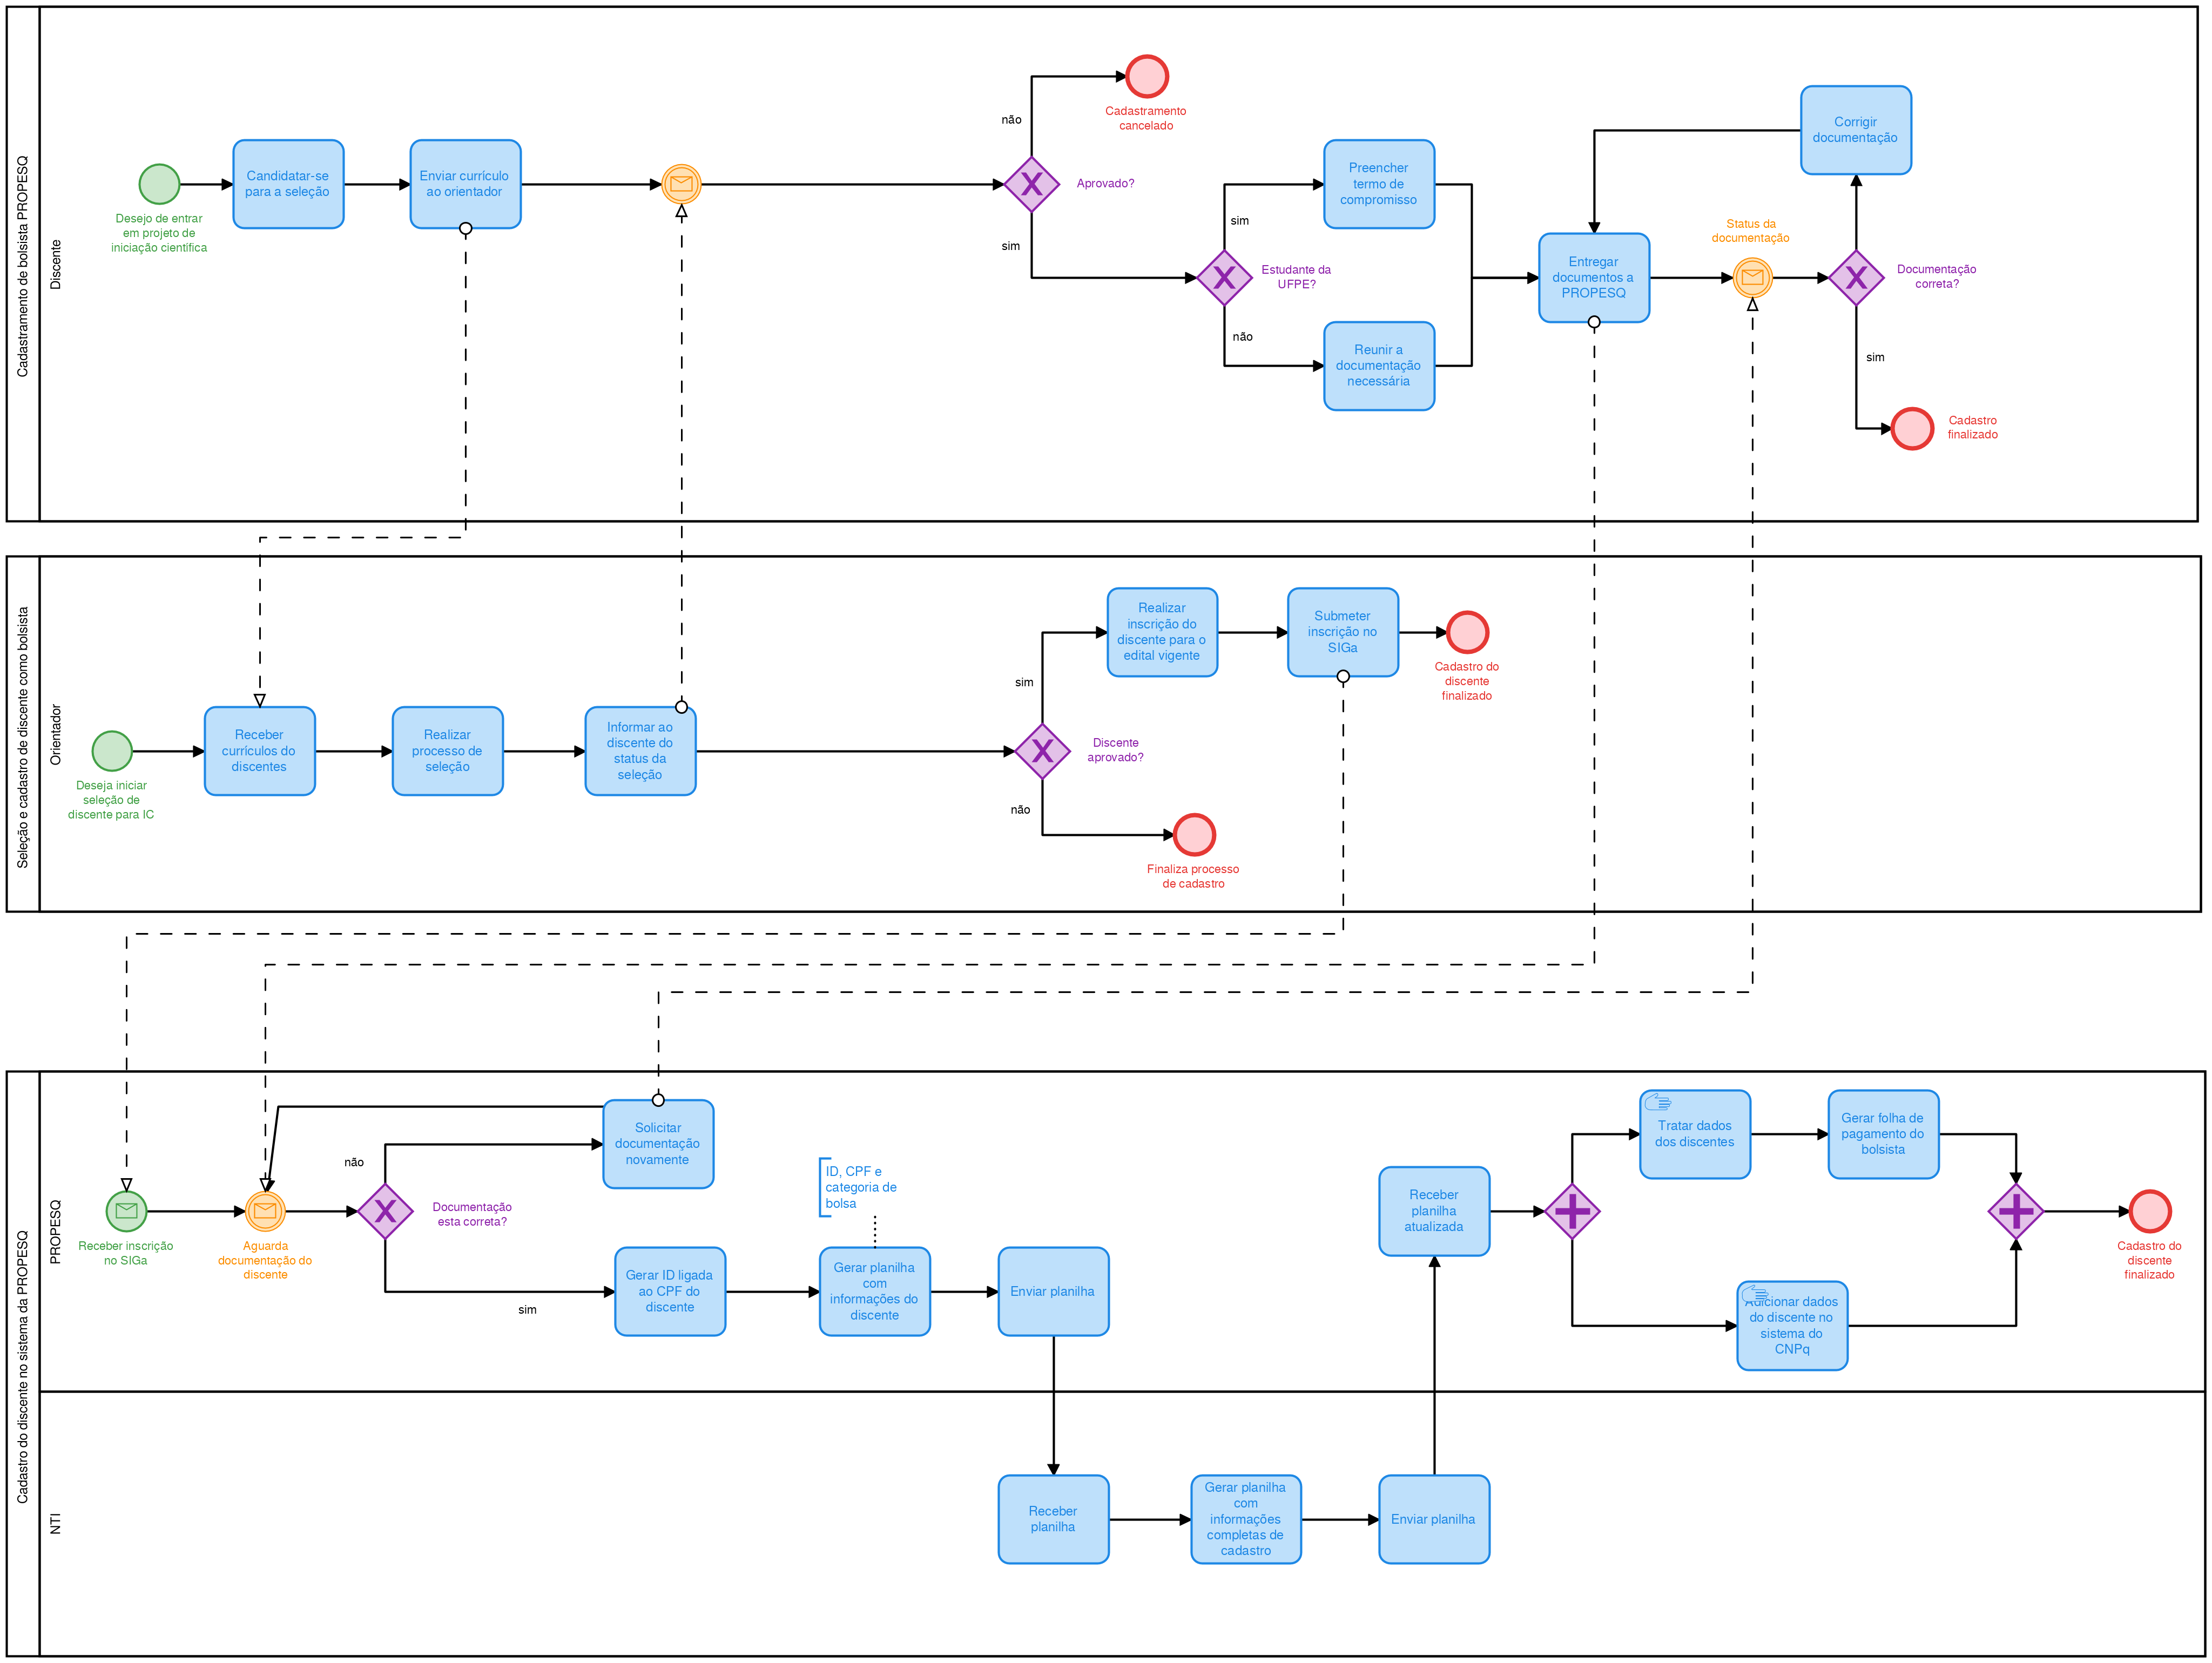 Cadastramento de bolsista PROPESQ
Discente
Desejo de entrar
em projeto de
iniciação científica
Candidatar-se
para a seleção
Enviar currículo
ao orientador
não
sim
Aprovado?
Cadastramento
cancelado
sim
não
Estudante da
UFPE?
Preencher
termo de
compromisso
Reunir a
documentação
necessária
Entregar
documentos a
PROPESQ
Status da
documentação
Corrigir
documentação
Documentação
correta?
sim
Cadastro
finalizado
Seleção e cadastro de discente como bolsista
Orientador
Deseja iniciar
seleção de
discente para IC
Receber
currículos do
discentes
Realizar
processo de
seleção
Informar ao
discente do
status da
seleção
sim
não
Discente
aprovado?
Realizar
inscrição do
discente para o
edital vigente
Submeter
inscrição no
SIGa
Cadastro do
discente
finalizado
Finaliza processo
de cadastro
Cadastro do discente no sistema da PROPESQ
PROPESQ
Receber inscrição
no SIGa
Aguarda
documentação do
discente
não
sim
Documentação
esta correta?
Solicitar
documentação
novamente
Gerar ID ligada
ao CPF do
discente
ID, CPF e
categoria de
bolsa
Gerar planilha
com
informações do
discente
Enviar planilha
Receber
planilha
atualizada
Tratar dados
dos discentes
Gerar folha de
pagamento do
bolsista
Adicionar dados
do discente no
sistema do
CNPq
Cadastro do
discente
finalizado
NTI
Receber
planilha
Gerar planilha
com
informações
completas de
cadastro
Enviar planilha